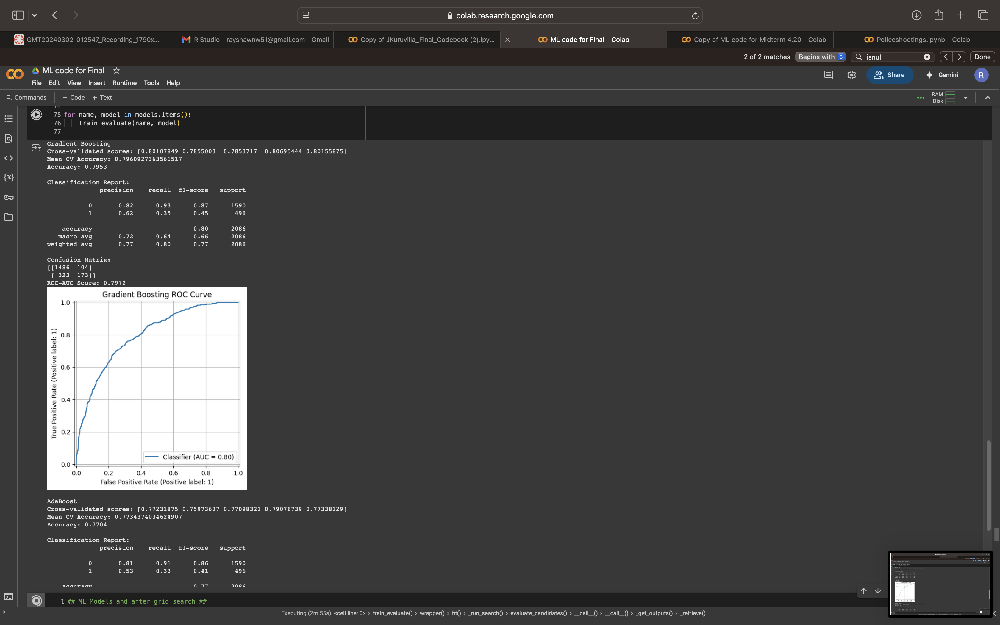 colab.research.google.com
GMT20240302-012547_Recording_1790x...
R Studio - rayshawnw51@gmail.com - Gmail
Copy of JKuruvilla_Final_Codebook (2).ipy...
ML code for Final - Colab
Copy of ML code for Midterm 4.20 - Colab
Policeshootings.ipynb - Colab
2 of 2 matches
Begins with
isnull
Done
ML code for Final
File Edit View Insert Runtime Tools Help
Share
Gemini
R
Commands + Code + Text
RAM
Disk
74
75 for name, model in models.items():
76 train_evaluate(name, model)
77
Gradient Boosting
Cross-validated scores: [0.80107849 0.7855003 0.7853717 0.80695444 0.80155875]
Mean CV Accuracy: 0.7960927363561517
Accuracy: 0.7953
Classification Report:
precision recall f1-score support
0 0.82 0.93 0.87 1590
1 0.62 0.35 0.45 496
accuracy 0.80 2086
macro avg 0.72 0.64 0.66 2086
weighted avg 0.77 0.80 0.77 2086
Confusion Matrix:
[[1486 104]
[ 323 173]]
ROC-AUC Score: 0.7972
Gradient Boosting ROC Curve
1.0
0.8
0.6
0.4
0.2
0.0
True Positive Rate (Positive label: 1)
Classifier (AUC = 0.80)
0.0 0.2 0.4 0.6 0.8 1.0
False Positive Rate (Positive label: 1)
AdaBoost
Cross-validated scores: [0.77231875 0.75973637 0.77098321 0.79076739 0.77338129]
Mean CV Accuracy: 0.7734374034624907
Accuracy: 0.7704
Classification Report:
precision recall f1-score support
0 0.81 0.91 0.86 1590
1 0.53 0.33 0.41 496
accuracy 0.77 2086
1 ## ML Models and after grid search ##
Executing (2m 55s) <cell line: 0> > train_evaluate() > wrapper() > fit() > _run_search() > evaluate_candidates() > __call__() > __call__() > _get_outputs() > _retrieve()